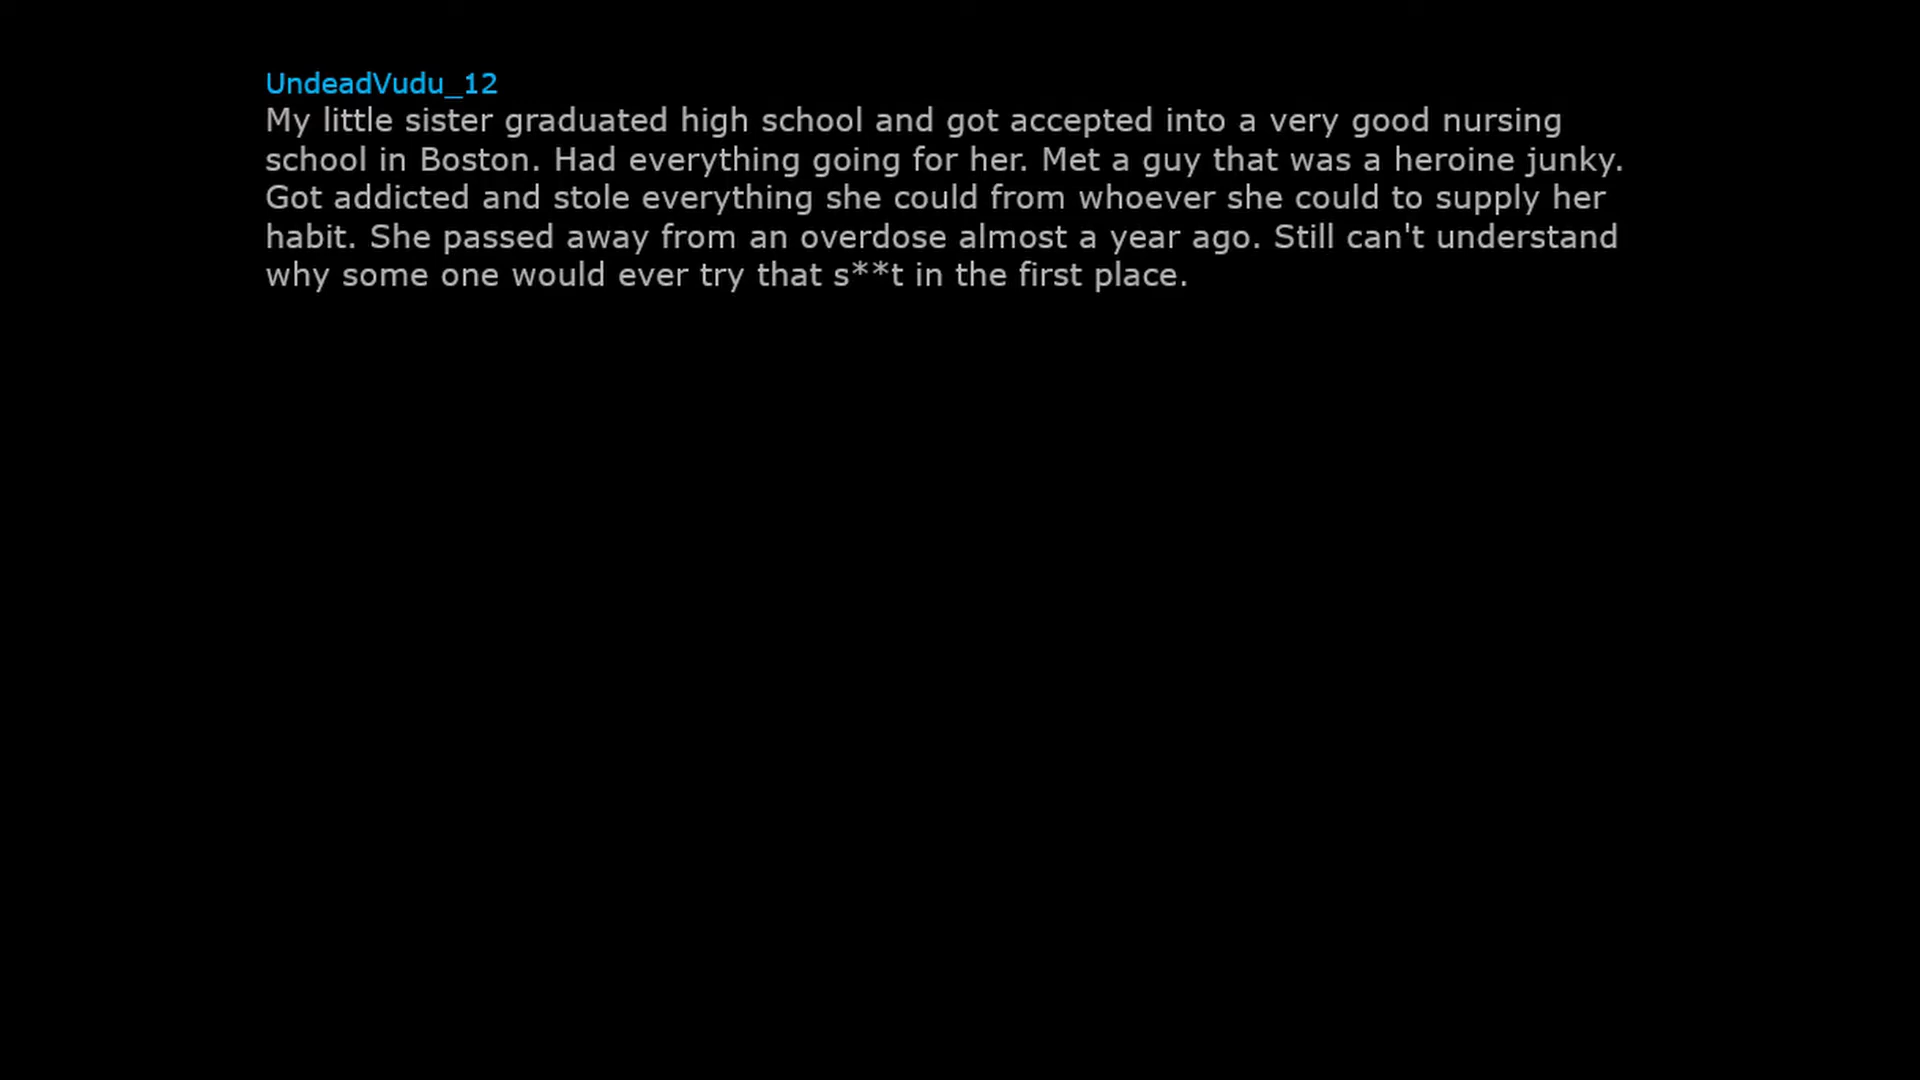 UndeadVudu_12
My little sister graduated high school and got accepted into a very good nursing
school in Boston. Had everything going for her. Met a guy that was a heroine junky.
Got addicted and stole everything she could from whoever she could to supply her
habit. She passed away from an overdose almost a year ago. Still can't understand
why some one would ever try that s**t in the first place.